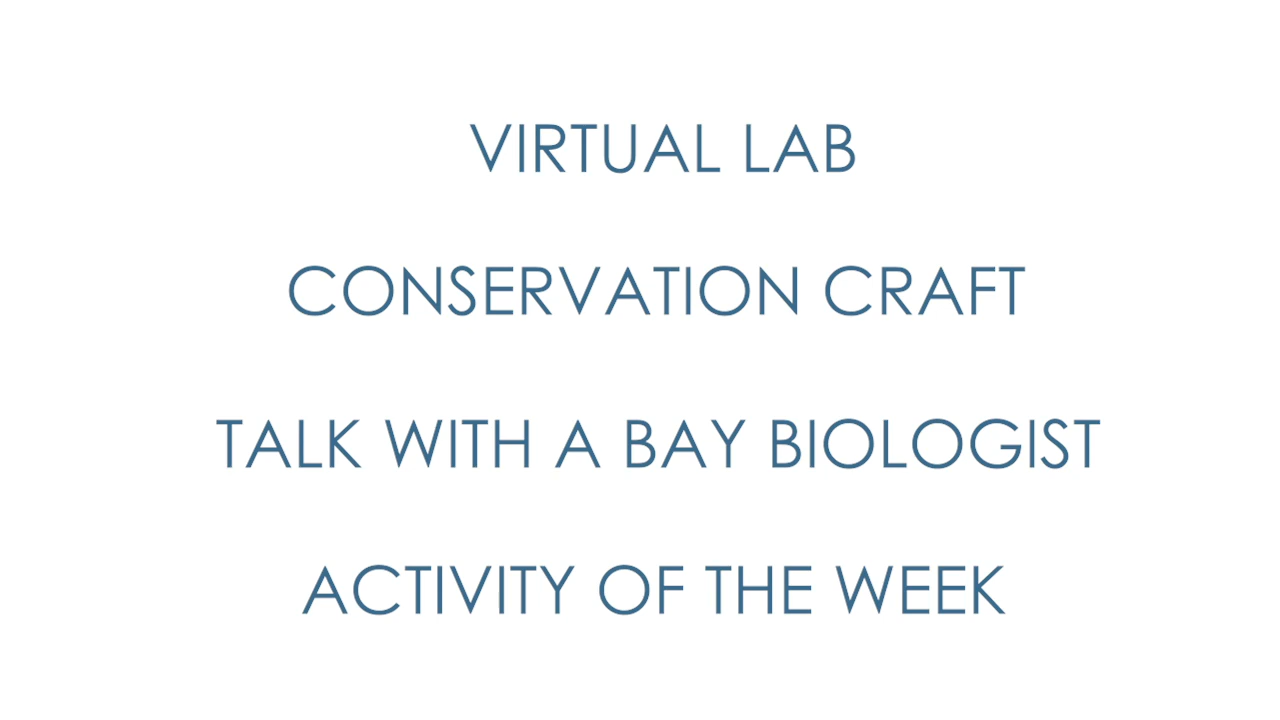 VIRTUAL LAB
CONSERVATION CRAFT
TALK WITH A BAY BIOLOGIST
ACTIVITY OF THE WEEK